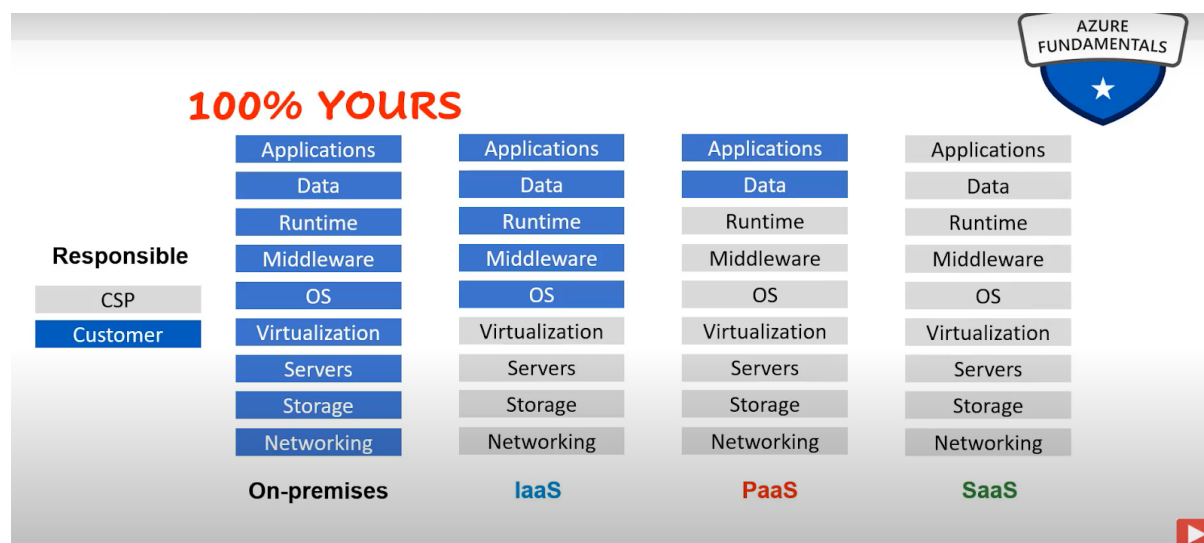 AZURE
FUNDAMENTALS
100% YOURS
Applications Applications Applications Applications
Data Data Data Data
Runtime Runtime Runtime Runtime
Responsible Middleware Middleware Middleware Middleware
CSP OS OS OS OS
Customer Virtualization Virtualization Virtualization Virtualization
Servers Servers Servers Servers
Storage Storage Storage Storage
Networking Networking Networking Networking
On-premises IaaS PaaS SaaS